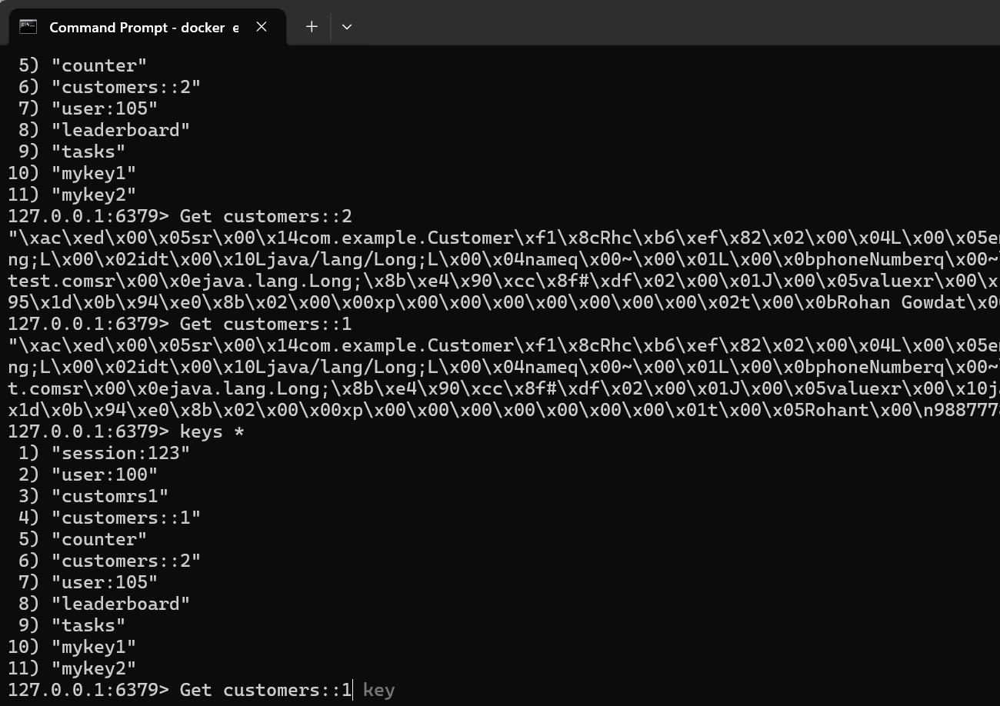 Command Prompt - docker e
5) "counter"
6) "customers::2"
7) "user:105"
8) "leaderboard"
9) "tasks"
10) "mykey1"
11) "mykey2"
127.0.0.1:6379> Get customers::2
"\xac\xed\x00\x05sr\x00\x14com.example.Customer\xf1\x8cRhc\xb6\xef\x82\x02\x00\x04L\x00\x05e
ng;L\x00\x02idt\x00\x10Ljava/lang/Long;L\x00\x04nameq\x00~\x00\x01L\x00\x0bphoneNumberq\x00~
test.comsr\x00\x0ejava.lang.Long;\x8b\xe4\x90\xcc\x8f#\xdf\x02\x00\x01J\x00\x05valuexr\x00\x
95\x1d\x0b\x94\xe0\x8b\x02\x00\x00xp\x00\x00\x00\x00\x00\x00\x00\x02t\x00\x0bRohan Gowdat\x0
127.0.0.1:6379> Get customers::1
"\xac\xed\x00\x05sr\x00\x14com.example.Customer\xf1\x8cRhc\xb6\xef\x82\x02\x00\x04L\x00\x05e
ng;L\x00\x02idt\x00\x10Ljava/lang/Long;L\x00\x04nameq\x00~\x00\x01L\x00\x0bphoneNumberq\x00~
t.comsr\x00\x0ejava.lang.Long;\x8b\xe4\x90\xcc\x8f#\xdf\x02\x00\x01J\x00\x05valuexr\x00\x10j
x1d\x0b\x94\xe0\x8b\x02\x00\x00xp\x00\x00\x00\x00\x00\x00\x00\x01t\x00\x05Rohant\x00\n988777
127.0.0.1:6379> keys *
1) "session:123"
2) "user:100"
3) "customrs1"
4) "customers::1"
5) "counter"
6) "customers::2"
7) "user:105"
8) "leaderboard"
9) "tasks"
10) "mykey1"
11) "mykey2"
127.0.0.1:6379> Get customers::1 key